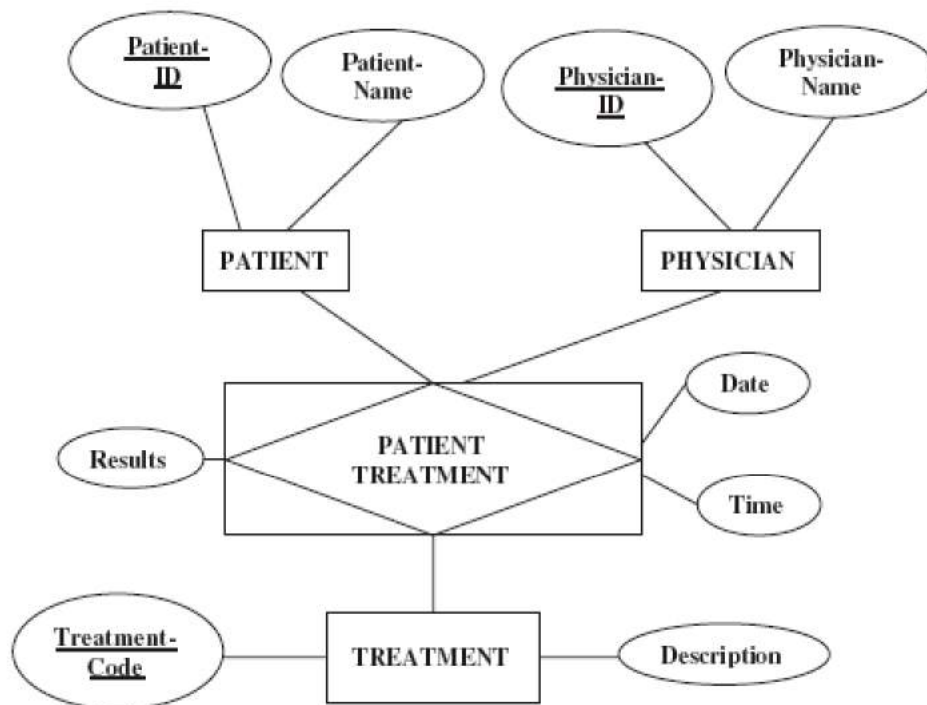 Patient-
ID
Patient-
Name
Physician-
ID
Physician-
Name
PATIENT
PHYSICIAN
Date
Results
PATIENT
TREATMENT
Time
Treatment-
Code
TREATMENT
Description